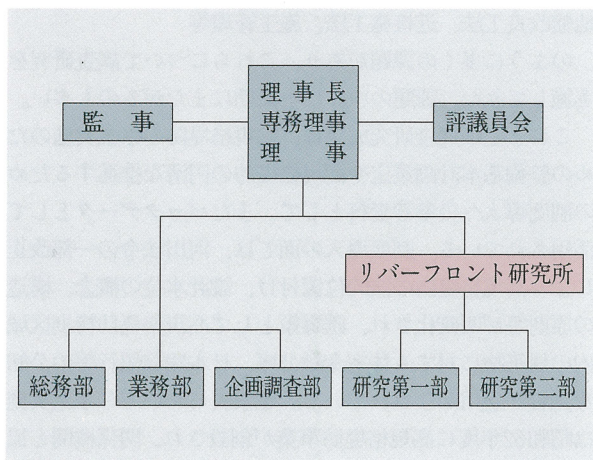 理事長
専務理事
理事
監事
評議員会
リバーフロント研究所
総務部
業務部
企画調査部
研究第一部
研究第二部